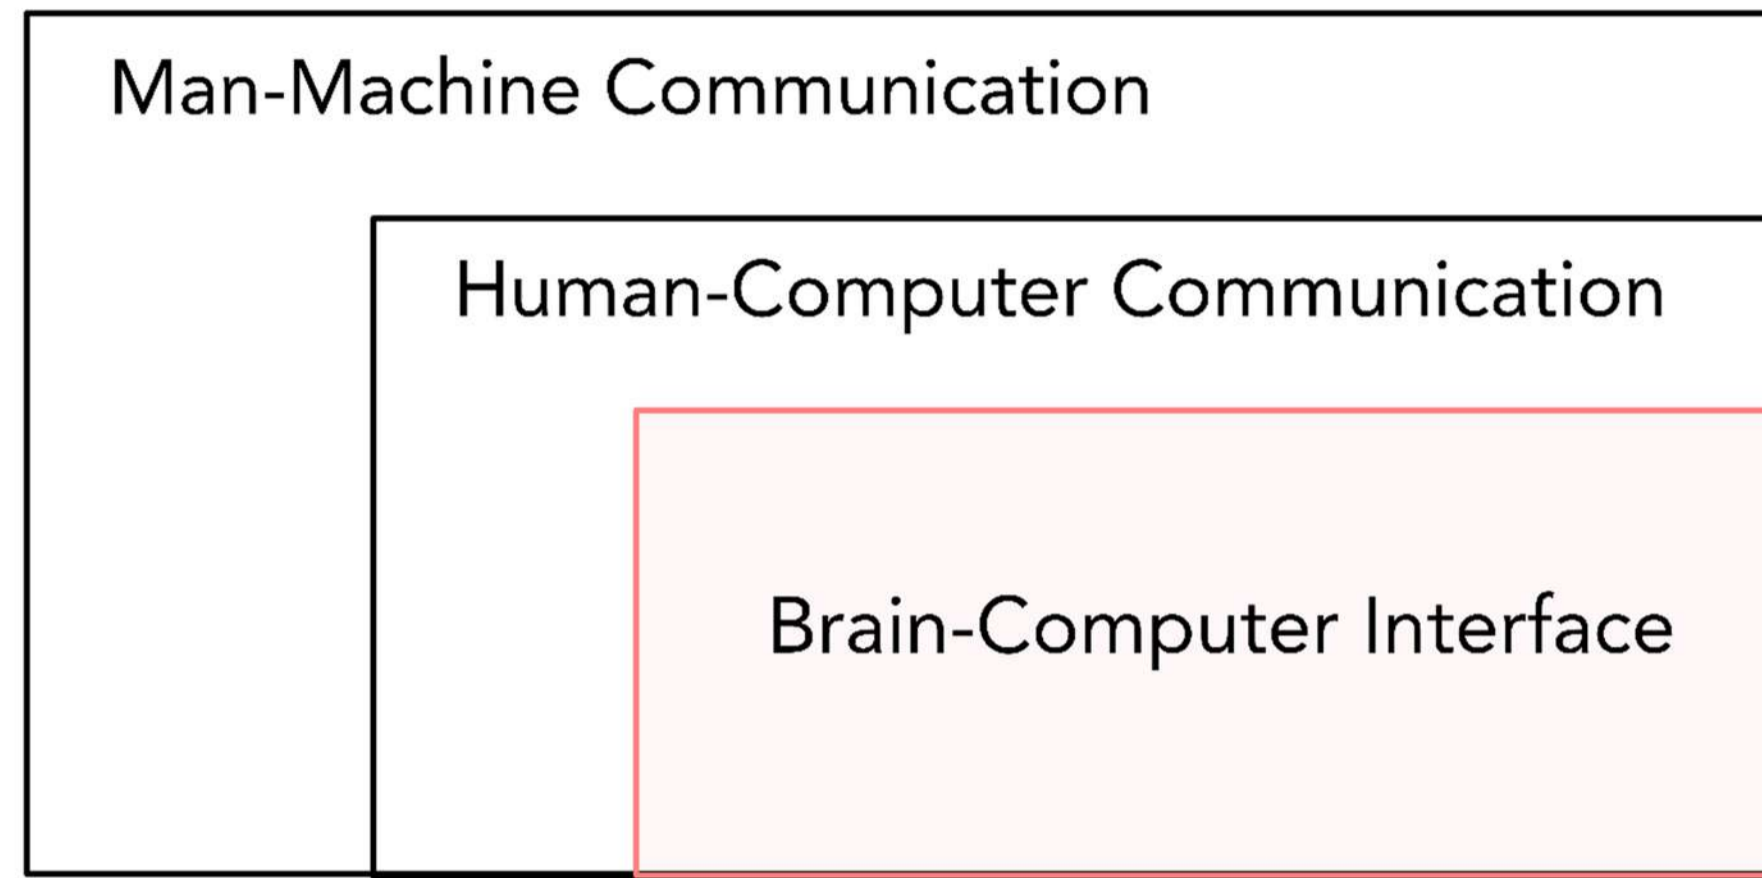 Man-Machine Communication
Human-Computer Communication
Brain-Computer Interface